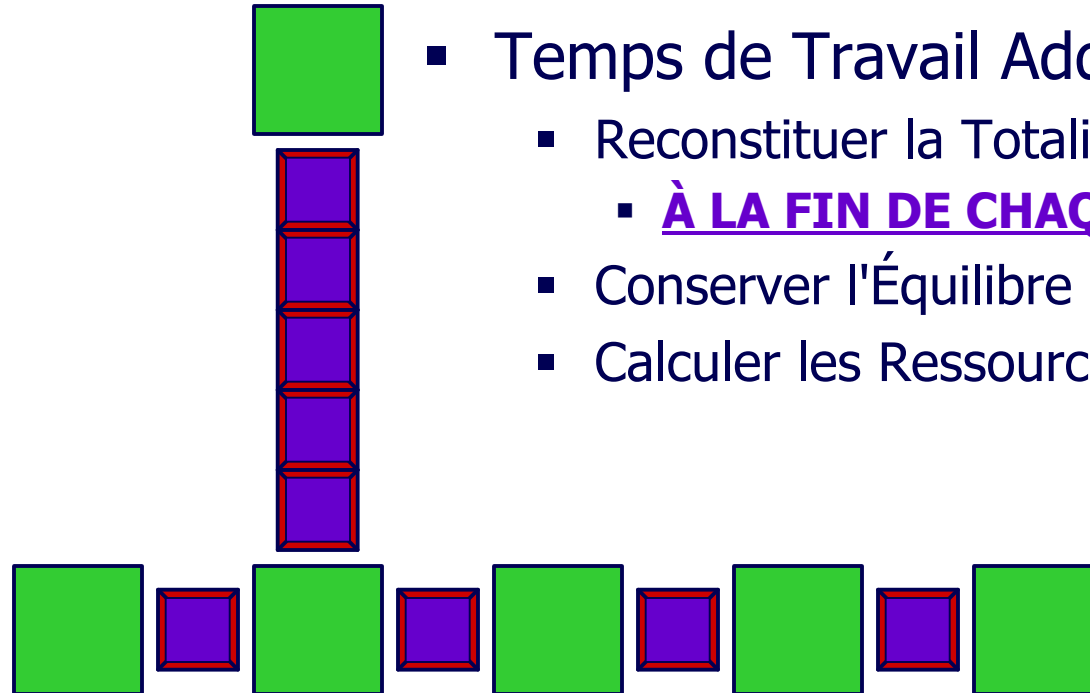 Temps de Travail
Reconstituer la
À LA FIN DE
Conserver l'Équilibre
Calculer les